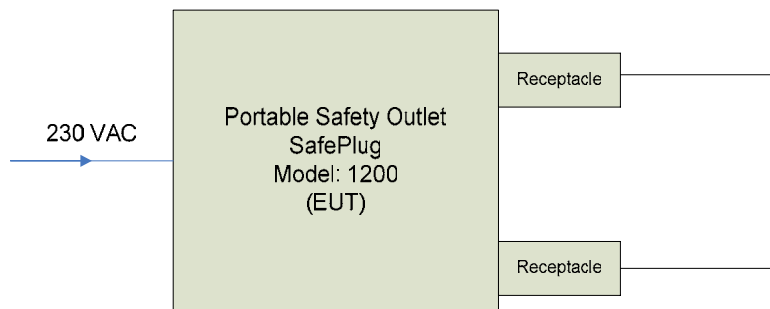 Receptacle
230 VAC
Portable Safety Outlet
SafePlug
Model: 1200
(EUT)
Receptacle